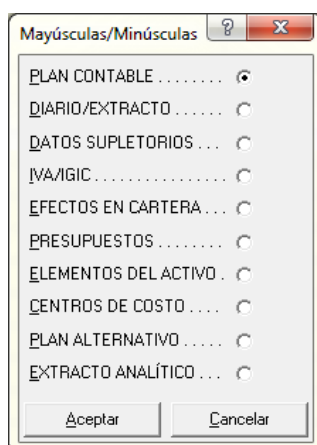 Mayúsculas/Minúsculas ? X
PLAN CONTABLE . . . . . . . .
DIARIO/EXTRACTO . . . . . .
DATOS SUPLETORIOS . . .
IVA/IGIC . . . . . . . . . . . . . . .
EFECTOS EN CARTERA . . .
PRESUPUESTOS . . . . . . . .
ELEMENTOS DEL ACTIVO .
CENTROS DE COSTO . . . .
PLAN ALTERNATIVO . . . . .
EXTRACTO ANALÍTICO . . .
Aceptar Cancelar